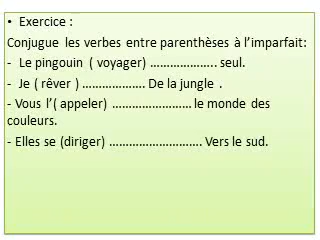 • Exercice :
Conjugue les verbes entre parenthèses à l'imparfait:
- Le pingouin ( voyager) ……………….. seul.
- Je ( rêver ) ………………. De la jungle .
- Vous l'( appeler) …………………… le monde des
couleurs.
- Elles se (diriger) ………………………. Vers le sud.